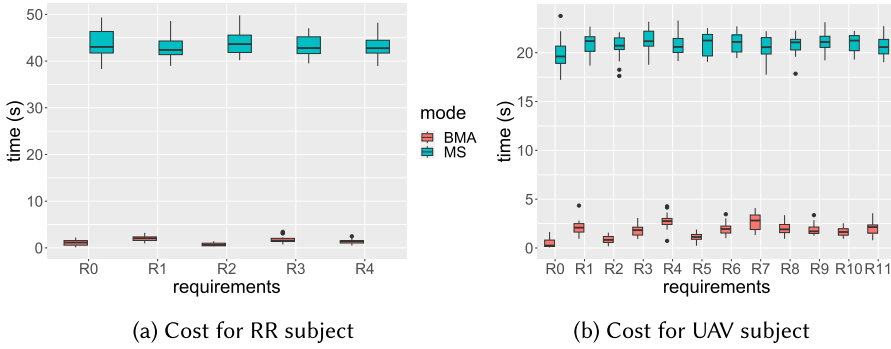 50
40
30
20
10
0
time (s)
R0 R1 R2 R3 R4
requirements
mode
BMA
MS
20
15
10
5
0
time (s)
R0 R1 R2 R3 R4 R5 R6 R7 R8 R9 R10 R11
requirements
(a) Cost for RR subject
(b) Cost for UAV subject